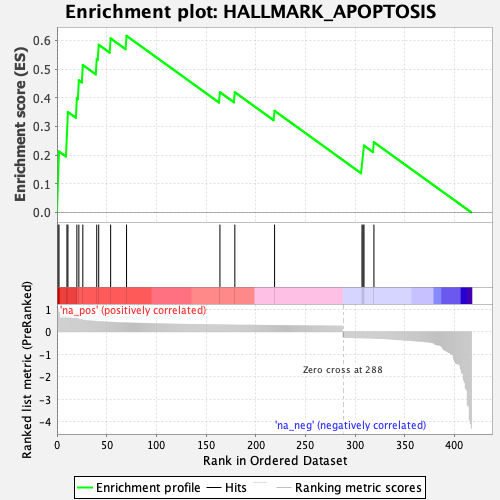 Enrichment plot: HALLMARK_APOPTOSIS
Enrichment score (ES)
0.6
0.5
0.4
0.3
0.2
0.1
0.0
'na_pos' (positively correlated)
Ranked list metric (PreRanked)
1
0
-1
-2
-3
-4
Zero cross at 288
'na_neg' (negatively correlated)
0 50 100 150 200 250 300 350 400
Rank in Ordered Dataset
Enrichment profile Hits Ranking metric scores